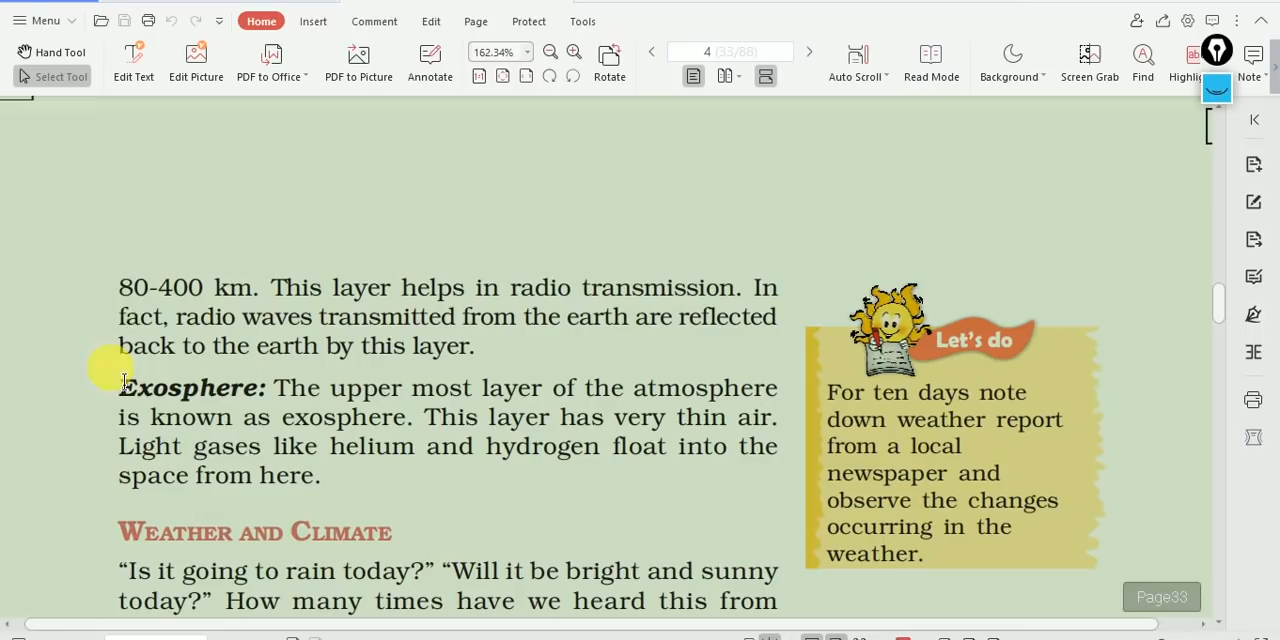 Menu Home Insert Comment Edit Page Protect Tools
Hand Tool
Select Tool
Edit Text
Edit Picture
PDF to Office
PDF to Picture
Annotate
162.34%
Rotate
4 (33/88)
Auto Scroll
Read Mode
Background
Screen Grab
Find
Note
80-400 km. This layer helps in radio transmission. In
fact, radio waves transmitted from the earth are reflected
back to the earth by this layer.
Exosphere: The upper most layer of the atmosphere
is known as exosphere. This layer has very thin air.
Light gases like helium and hydrogen float into the
space from here.
WEATHER AND CLIMATE
“Is it going to rain today?” “Will it be bright and sunny
today?” How many times have we heard this from
Let's do
For ten days note
down weather report
from a local
newspaper and
observe the changes
occurring in the
weather.
Page33